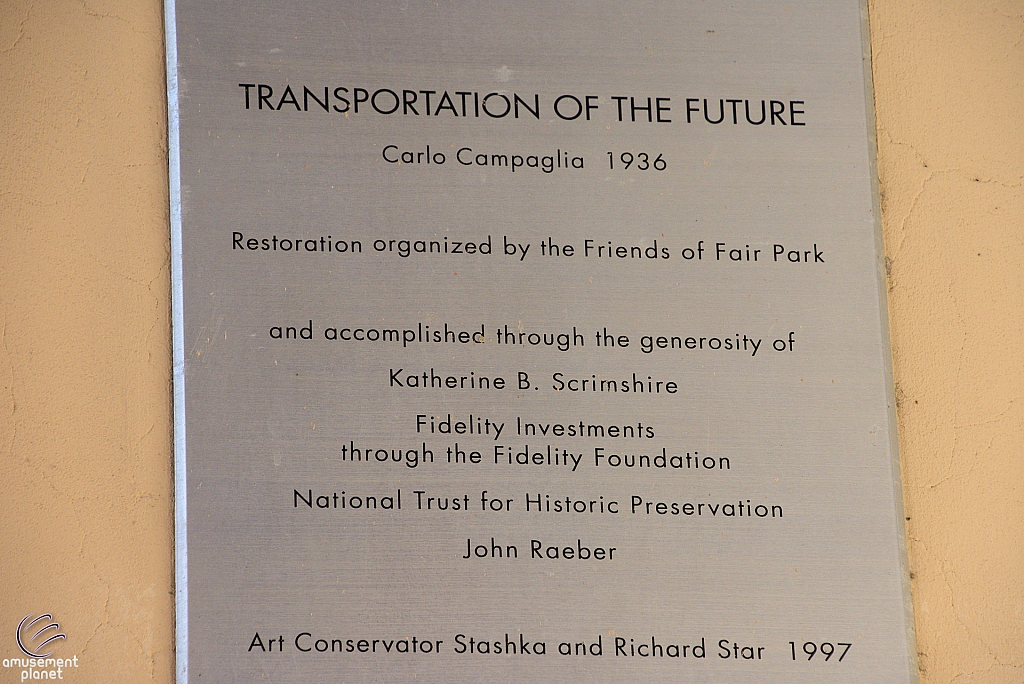 TRANSPORTATION OF THE FUTURE
Carlo Campaglia 1936
Restoration organized by the Friends of Fair Park
and accomplished through the generosity of
Katherine B. Scrimshire
Fidelity Investments
through the Fidelity Foundation
National Trust for Historic Preservation
John Raeber
Art Conservator Stashka and Richard Star 1997
amusement
planet